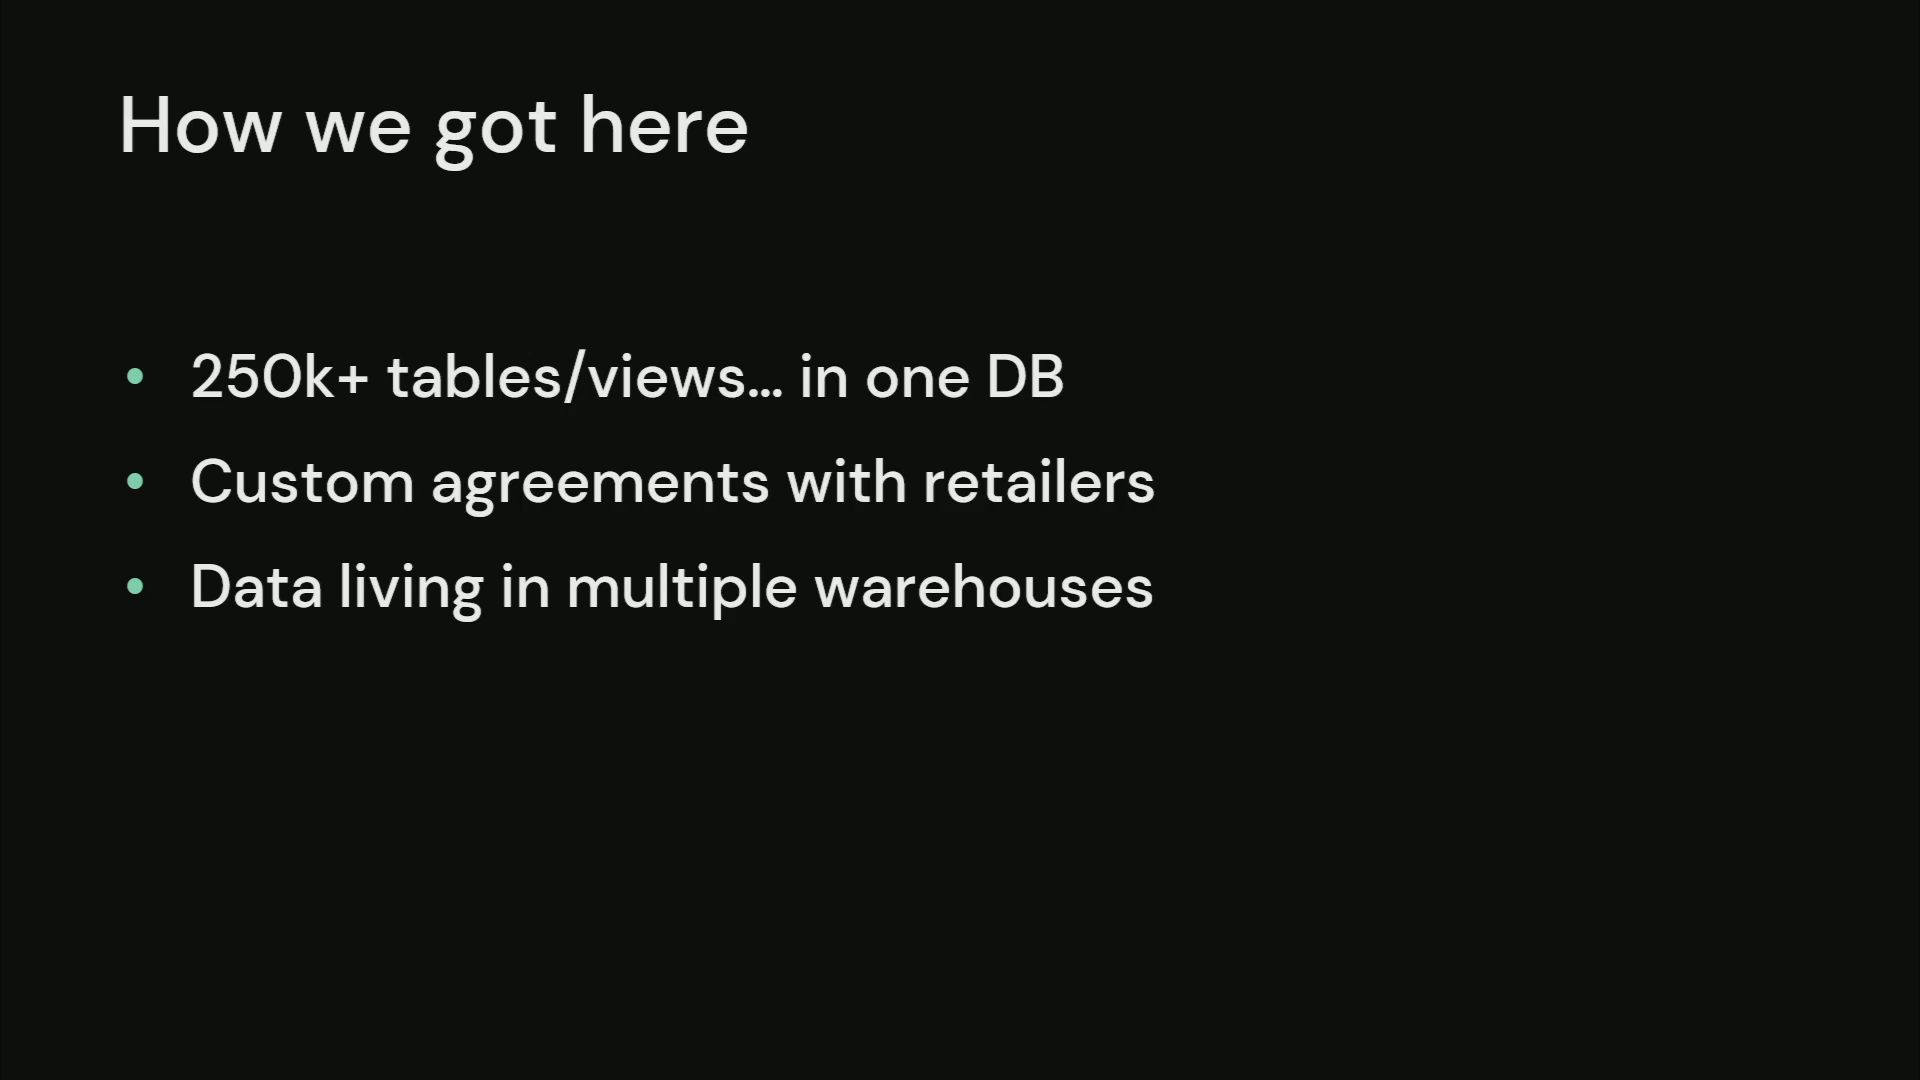 How we got here
• 250k+ tables/views... in one DB
• Custom agreements with retailers
• Data living in multiple warehouses